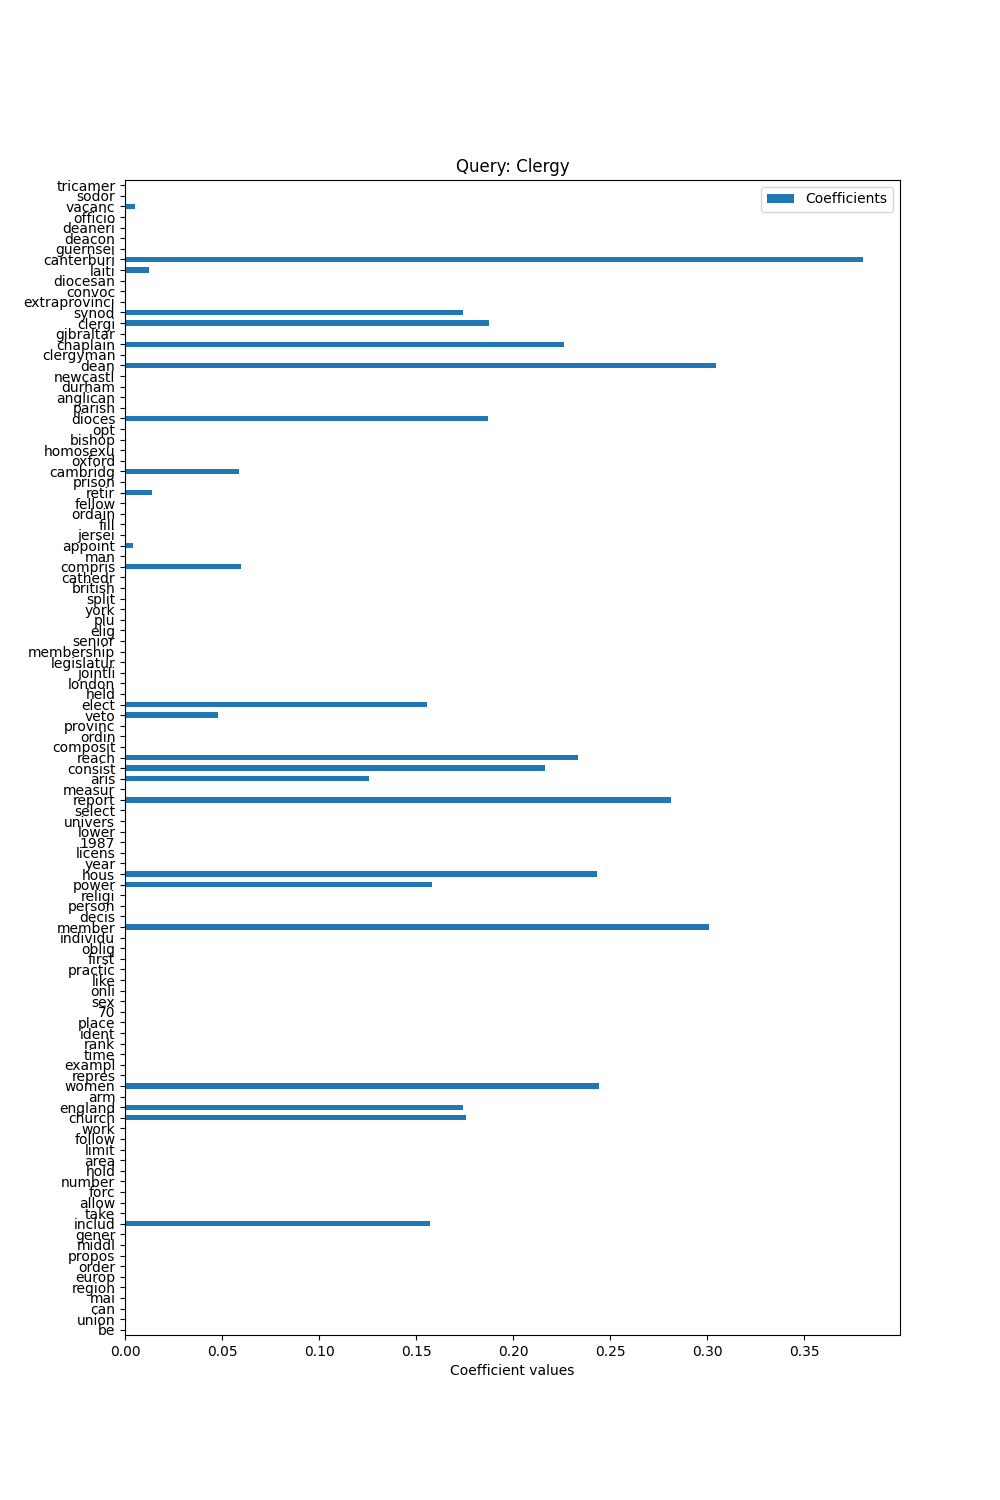 Query: Clergy
Coefficients
tricamer
sodor
vacanc
officio
deaneri
deacon
guernsei
canterburi
laiti
diocesan
convoc
extraprovinci
synod
clergi
gibraltar
chaplain
clergyman
dean
newcastl
durham
anglican
parish
dioces
opt
bishop
homosexu
oxford
cambridg
prison
retir
fellow
ordain
fill
jersei
appoint
man
compris
cathedr
british
split
york
plu
elig
senior
membership
legislatur
jointli
london
held
elect
veto
provinc
ordin
composit
reach
consist
aris
measur
report
select
univers
lower
1987
licens
year
hous
power
religi
person
decis
member
individu
oblig
first
practic
like
onli
sex
70
place
ident
rank
time
exampl
repres
women
arm
england
church
work
follow
limit
area
hold
number
forc
allow
take
includ
gener
middl
propos
order
europ
region
mai
can
union
be
0.00 0.05 0.10 0.15 0.20 0.25 0.30 0.35
Coefficient values